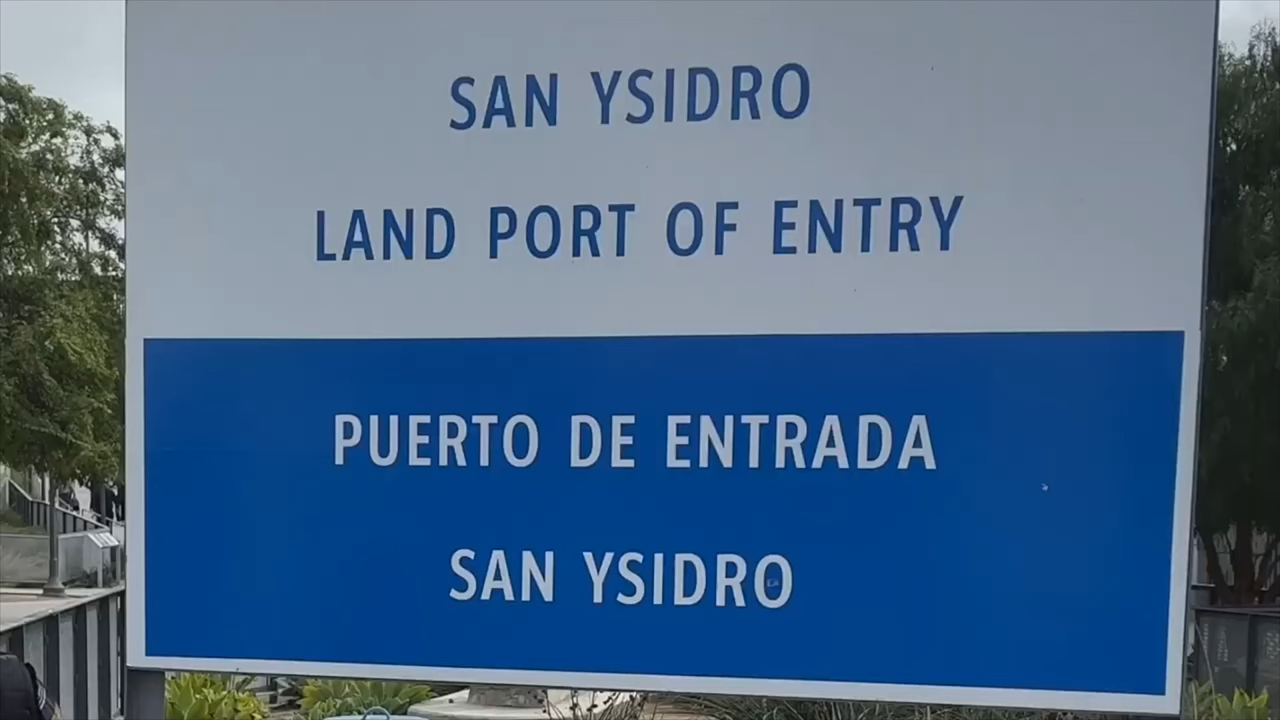 SAN YSIDRO
LAND PORT OF ENTRY
PUERTO DE ENTRADA
SAN YSIDRO